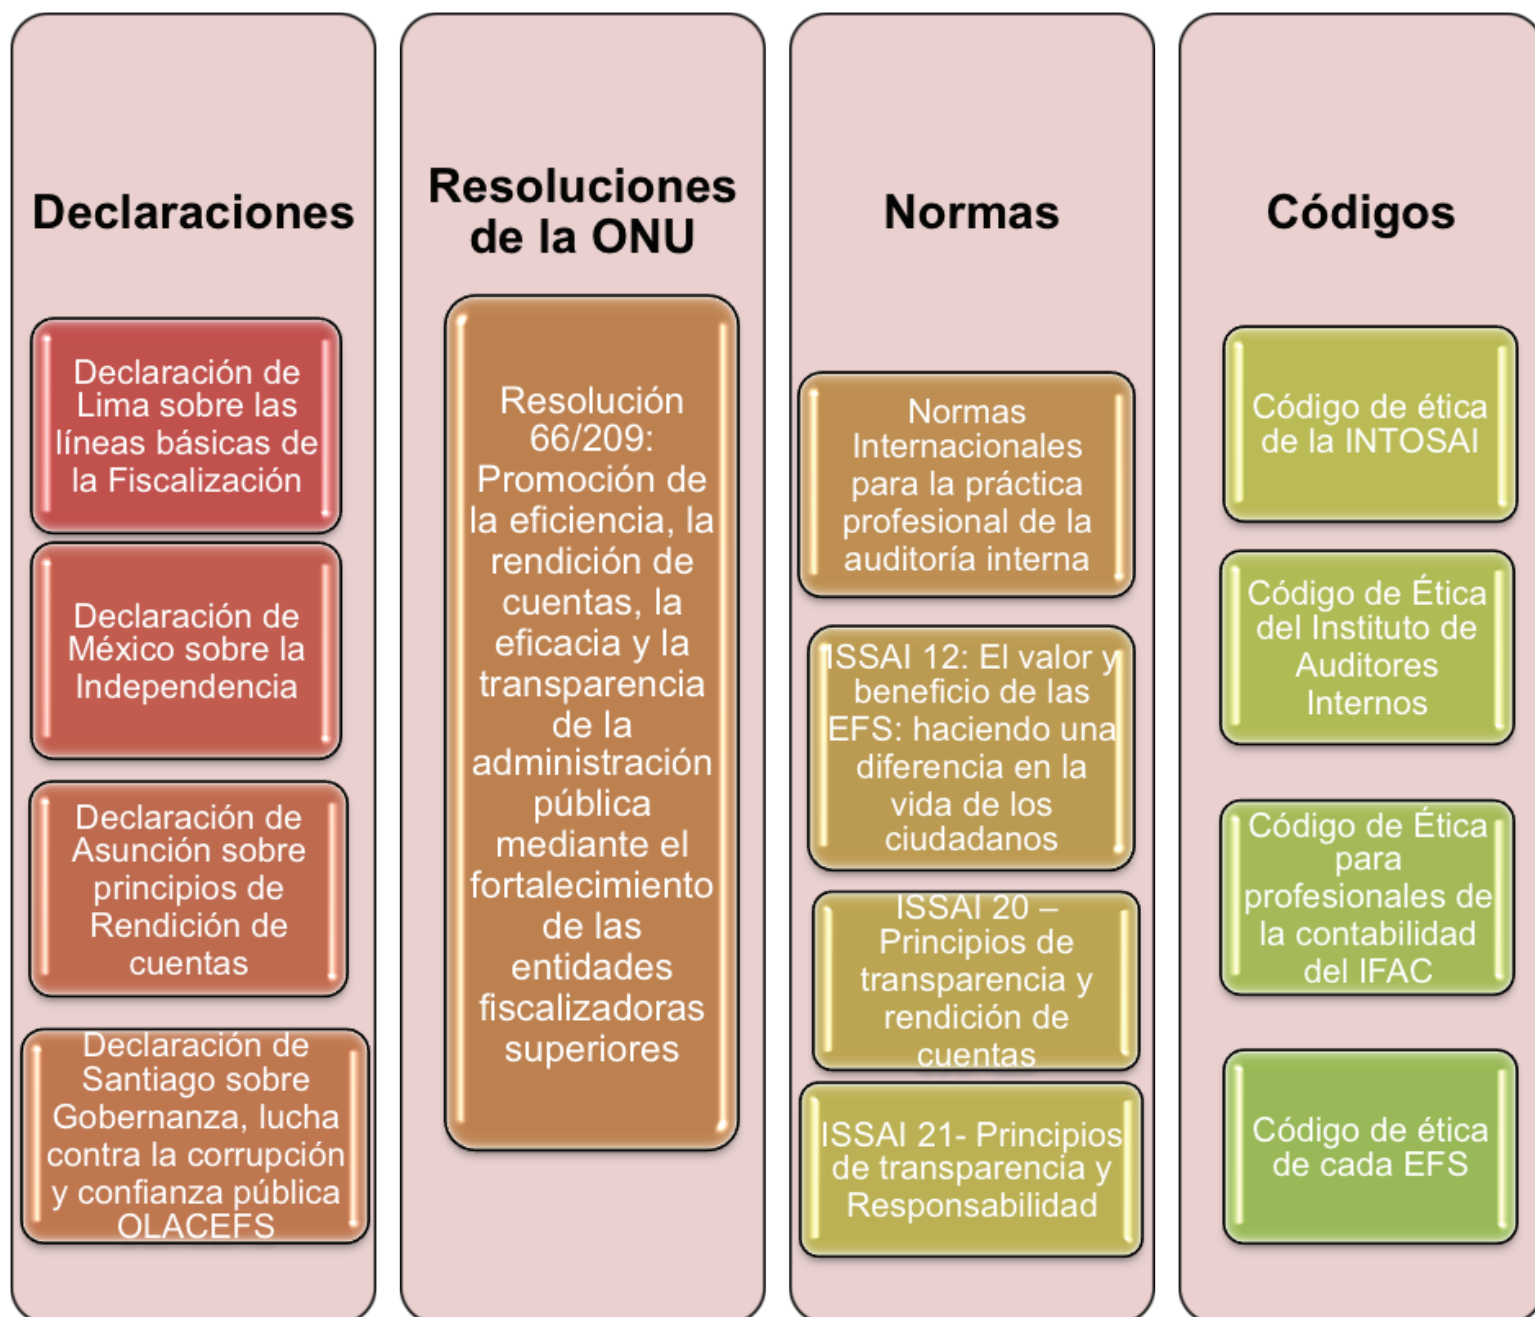 Declaraciones
Declaración de
Lima sobre las
líneas básicas de
la Fiscalización
Declaración de
México sobre la
Independencia
Declaración de
Asunción sobre
principios de
Rendición de
cuentas
Declaración de
Santiago sobre
Gobernanza, lucha
contra la corrupción
y confianza pública
OLACEFS
Resoluciones
de la ONU
Resolución
66/209:
Promoción de
la eficiencia, la
rendición de
cuentas, la
eficacia y la
transparencia
de la
administración
pública
mediante el
fortalecimiento
de las
entidades
fiscalizadoras
superiores
Normas
Normas
Internacionales
para la práctica
profesional de la
auditoría interna
ISSAI 12: El valor y
beneficio de las
EFS: haciendo una
diferencia en la
vida de los
ciudadanos
ISSAI 20 –
Principios de
transparencia y
rendición de
cuentas
ISSAI 21- Principios
de transparencia y
Responsabilidad
Códigos
Código de ética
de la INTOSAI
Código de Ética
del Instituto de
Auditores
Internos
Código de Ética
para
profesionales de
la contabilidad
del IFAC
Código de ética
de cada EFS